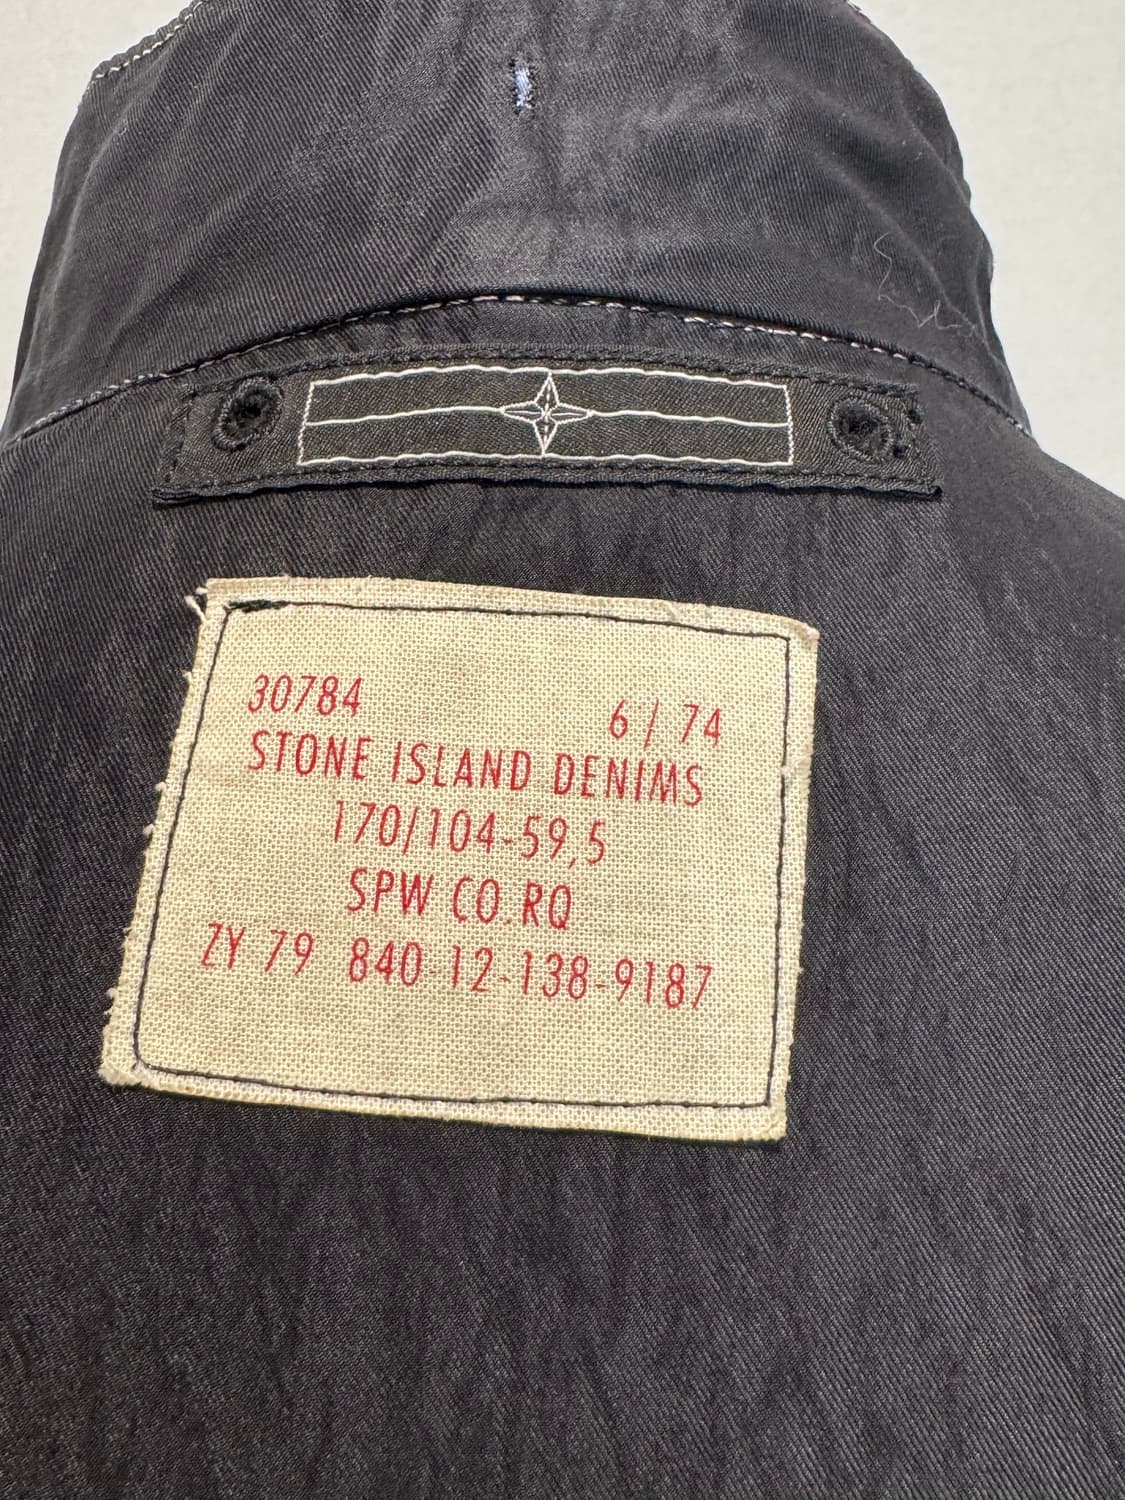 30784 6 / 74
STONE ISLAND DENIMS
170/104-59,5
SPW CO.RQ
ZY 79 840-12-138-9187